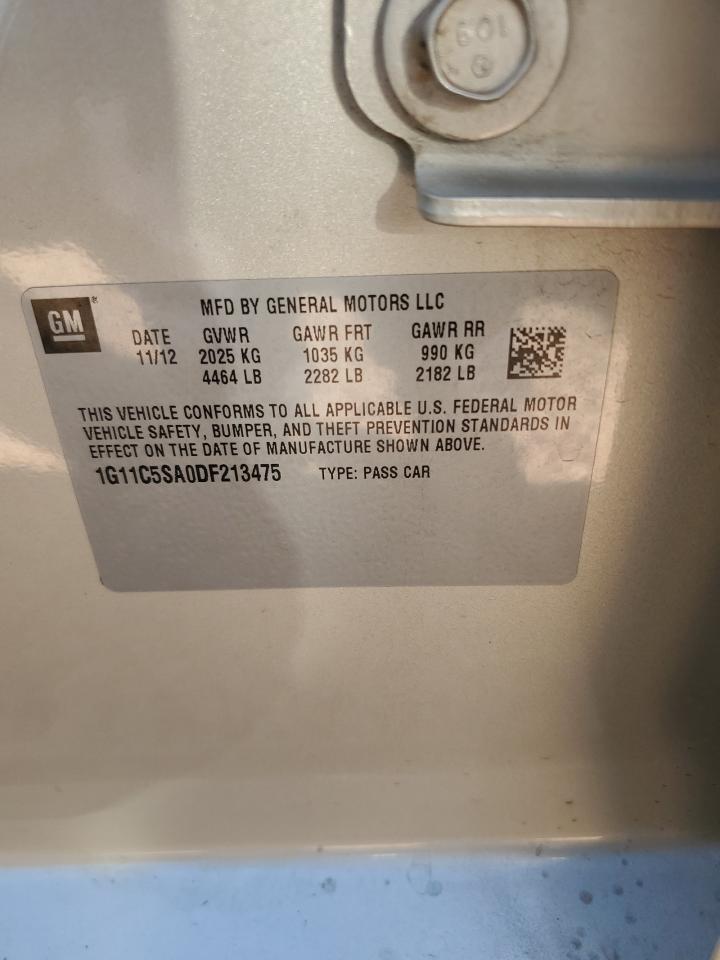 109
GM
MFD BY GENERAL MOTORS LLC
DATE GVWR GAWR FRT GAWR RR
11/12 2025 KG 1035 KG 990 KG
4464 LB 2282 LB 2182 LB
THIS VEHICLE CONFORMS TO ALL APPLICABLE U.S. FEDERAL MOTOR
VEHICLE SAFETY, BUMPER, AND THEFT PREVENTION STANDARDS IN
EFFECT ON THE DATE OF MANUFACTURE SHOWN ABOVE.
1G11C5SA0DF213475 TYPE: PASS CAR